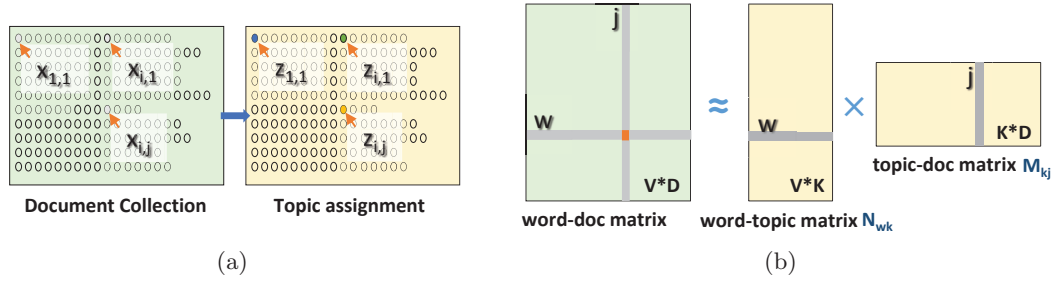 x1,1
xi,1
xi,j
Document Collection
z1,1
zi,1
zi,j
Topic assignment
(a)
j
w
V*D
word-doc matrix
≈
w
V*K
word-topic matrix Nwk
×
j
K*D
topic-doc matrix Mkj
(b)